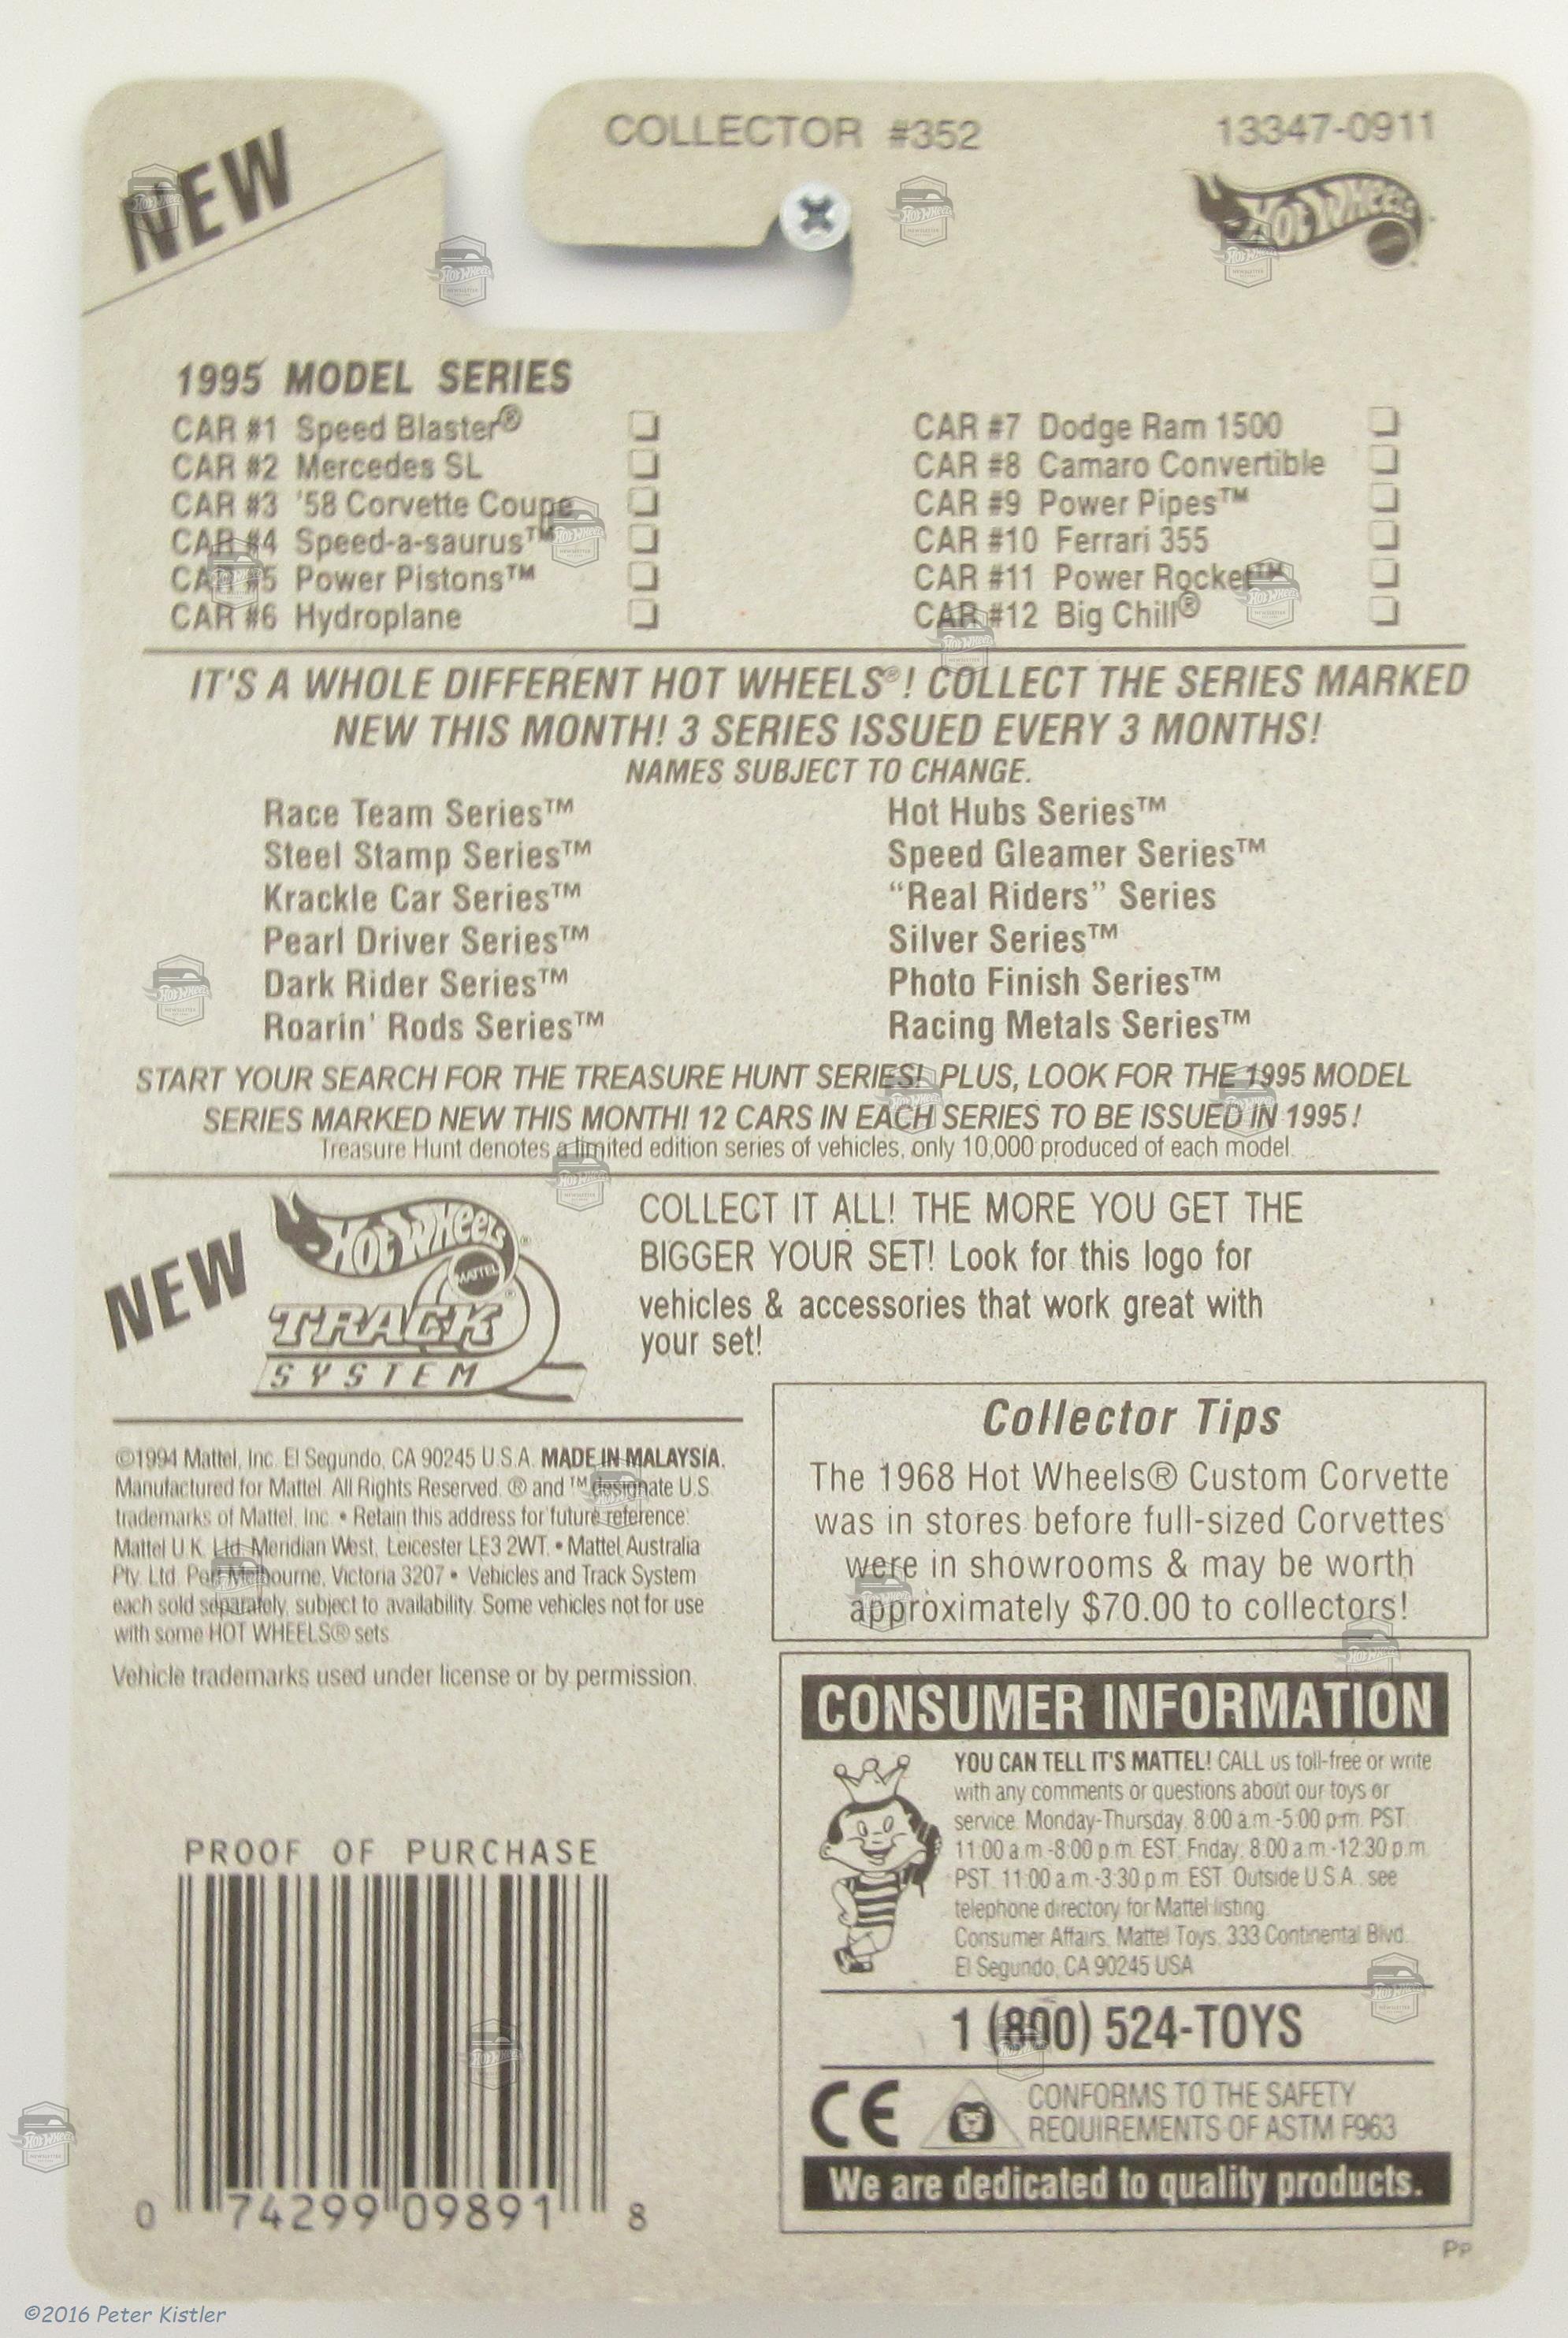 NEW
COLLECTOR #352
13347-0911
HOT WHEELS
1995 MODEL SERIES
CAR #1 Speed Blaster®
CAR #2 Mercedes SL
CAR #3 '58 Corvette Coupe
CAR #4 Speed-a-saurus™
CAR #5 Power Pistons™
CAR #6 Hydroplane
CAR #7 Dodge Ram 1500
CAR #8 Camaro Convertible
CAR #9 Power Pipes™
CAR #10 Ferrari 355
CAR #11 Power Rocket™
CAR #12 Big Chill®
IT'S A WHOLE DIFFERENT HOT WHEELS®! COLLECT THE SERIES MARKED
NEW THIS MONTH! 3 SERIES ISSUED EVERY 3 MONTHS!
NAMES SUBJECT TO CHANGE.
Race Team Series™
Steel Stamp Series™
Krackle Car Series™
Pearl Driver Series™
Dark Rider Series™
Roarin' Rods Series™
Hot Hubs Series™
Speed Gleamer Series™
“Real Riders” Series
Silver Series™
Photo Finish Series™
Racing Metals Series™
START YOUR SEARCH FOR THE TREASURE HUNT SERIES! PLUS, LOOK FOR THE 1995 MODEL
SERIES MARKED NEW THIS MONTH! 12 CARS IN EACH SERIES TO BE ISSUED IN 1995!
Treasure Hunt denotes a limited edition series of vehicles, only 10,000 produced of each model.
NEW
HOT WHEELS®
MATTEL®
TRACK
SYSTEM
COLLECT IT ALL! THE MORE YOU GET THE
BIGGER YOUR SET! Look for this logo for
vehicles & accessories that work great with
your set!
©1994 Mattel, Inc. El Segundo, CA 90245 U.S.A. MADE IN MALAYSIA.
Manufactured for Mattel. All Rights Reserved. ® and ™ designate U.S.
trademarks of Mattel, Inc. • Retain this address for future reference:
Mattel U.K. Ltd. Meridian West, Leicester LE3 2WT. • Mattel Australia
Pty. Ltd. Port Melbourne, Victoria 3207 • Vehicles and Track System
each sold separately, subject to availability. Some vehicles not for use
with some HOT WHEELS® sets.
Vehicle trademarks used under license or by permission.
Collector Tips
The 1968 Hot Wheels® Custom Corvette
was in stores before full-sized Corvettes
were in showrooms & may be worth
approximately $70.00 to collectors!
CONSUMER INFORMATION
YOU CAN TELL IT'S MATTEL! CALL us toll-free or write
with any comments or questions about our toys or
service. Monday-Thursday, 8:00 a.m.-5:00 p.m. PST
11:00 a.m.-8:00 p.m. EST; Friday, 8:00 a.m.-12:30 p.m.
PST, 11:00 a.m.-3:30 p.m. EST. Outside U.S.A., see
telephone directory for Mattel listing.
Consumer Affairs, Mattel Toys, 333 Continental Blvd.
El Segundo, CA 90245 USA
1 (800) 524-TOYS
CE
CONFORMS TO THE SAFETY
REQUIREMENTS OF ASTM F963
We are dedicated to quality products.
PROOF OF PURCHASE
0 74299 09891 8
PP
©2016 Peter Kistler